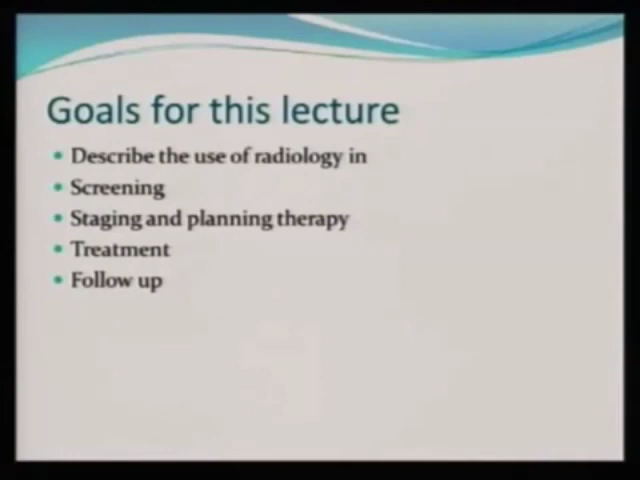 Goals for this lecture
Describe the use of radiology in
Screening
Staging and planning therapy
Treatment
Follow up